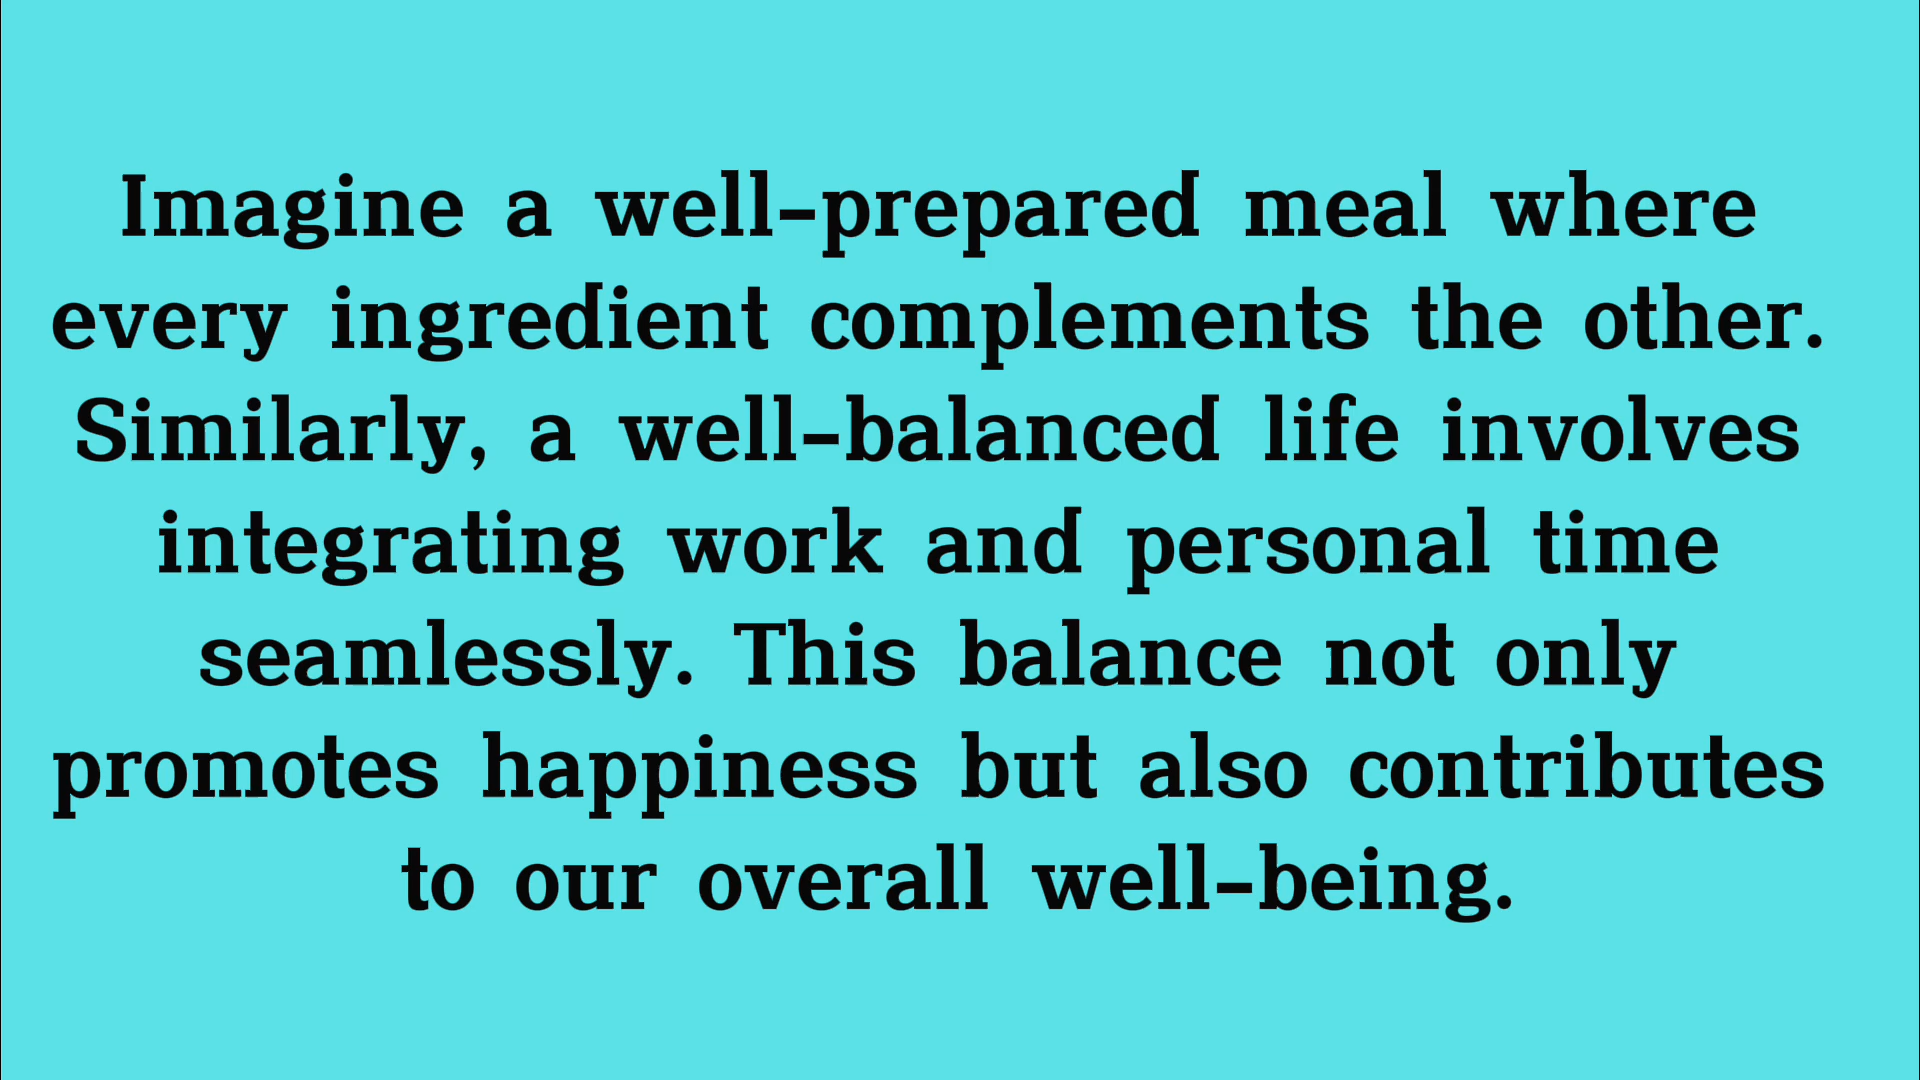 Imagine a well-prepared meal where
every ingredient complements the other.
Similarly, a well-balanced life involves
integrating work and personal time
seamlessly. This balance not only
promotes happiness but also contributes
to our overall well-being.